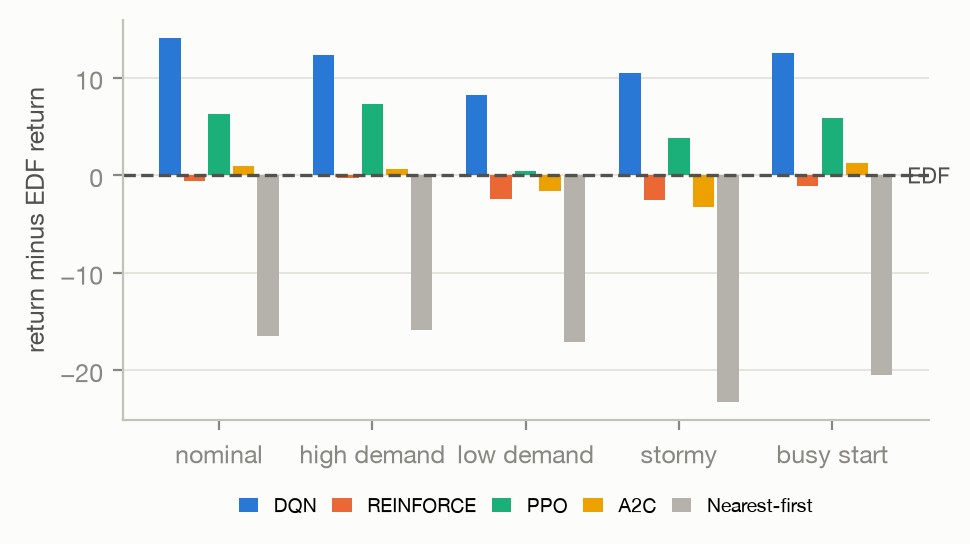 return minus EDF return
10
0
−10
−20
EDF
nominal high demand low demand stormy busy start
DQN REINFORCE PPO A2C Nearest-first